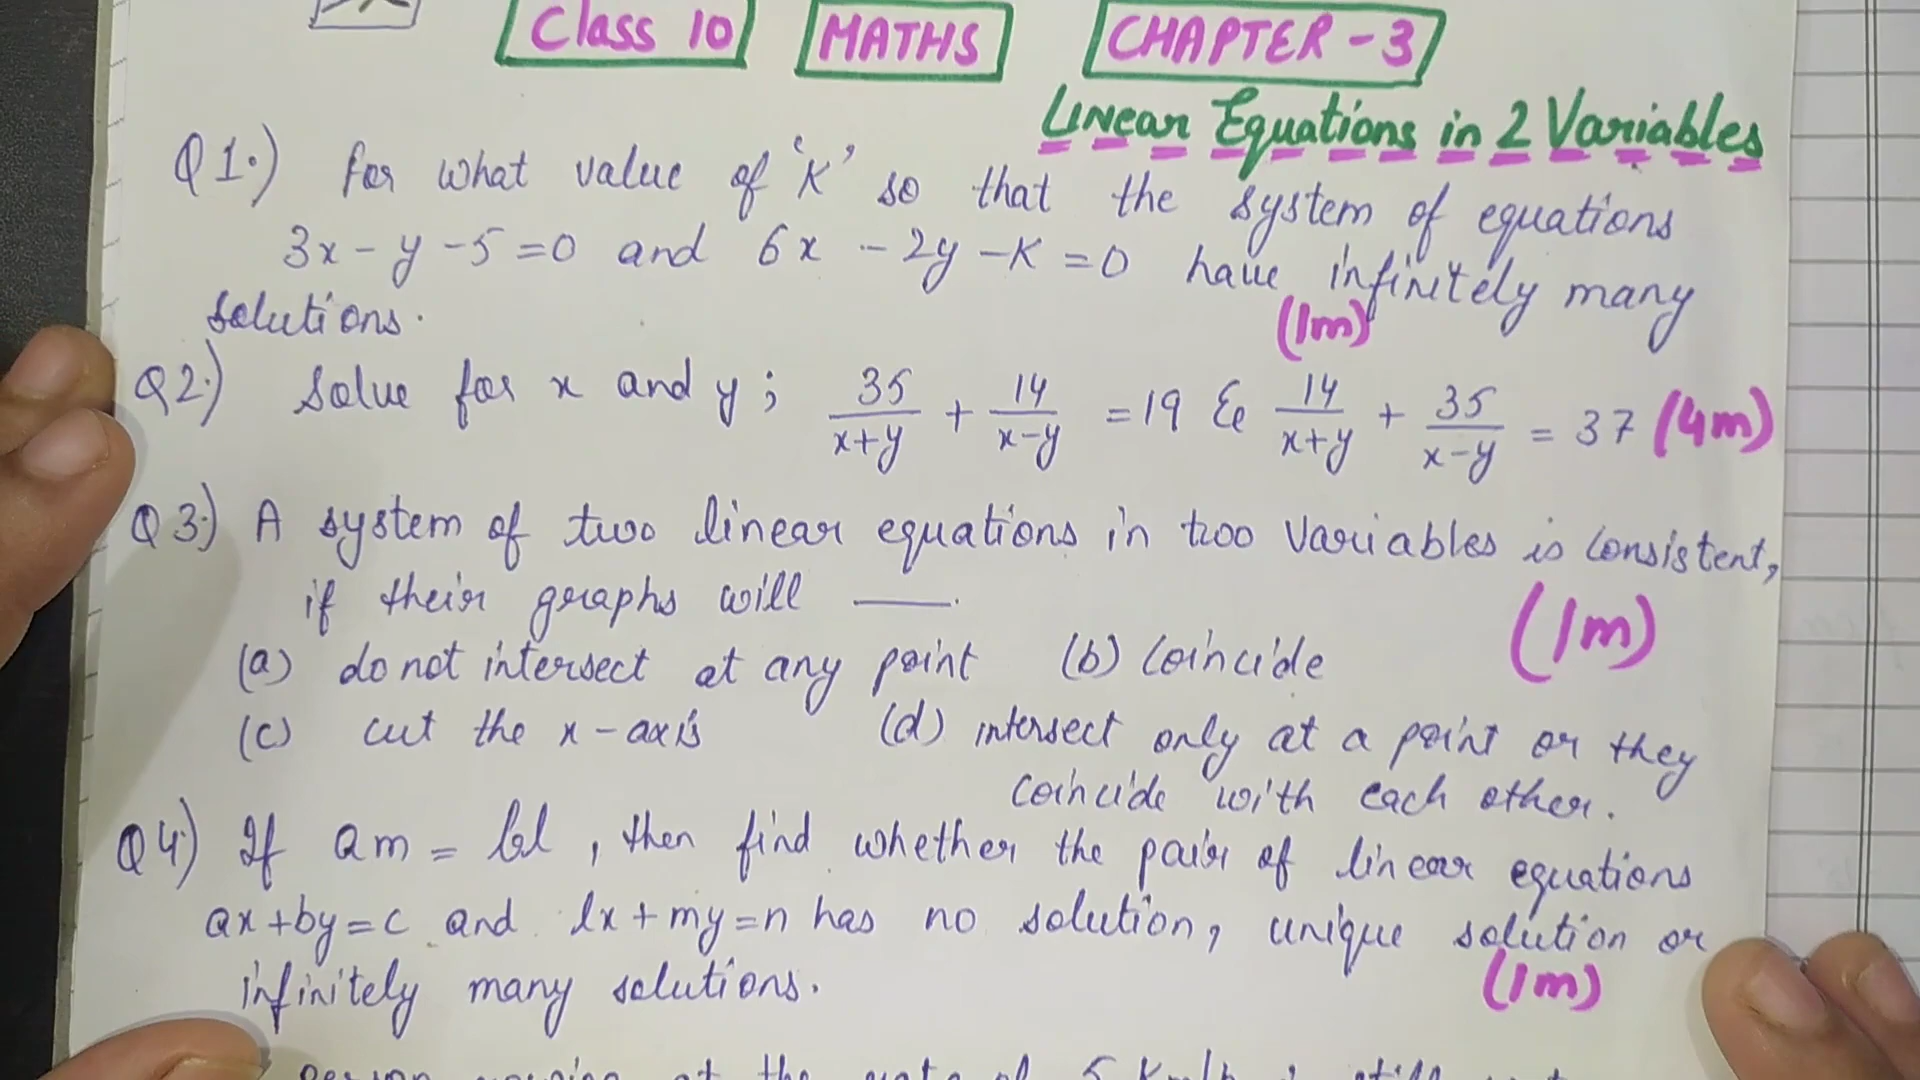 Class 10 MATHS CHAPTER-3
Linear Equations in 2 Variables
Q1.) For what value of 'K' so that the system of equations
3x - y - 5 = 0 and 6x - 2y - K = 0 have infinitely many
solutions. (1m)
Q2.) Solve for x and y; 35/(x+y) + 14/(x-y) = 19 & 14/(x+y) + 35/(x-y) = 37 (4m)
Q3.) A system of two linear equations in two variables is consistent,
if their graphs will ____. (1m)
(a) do not intersect at any point (b) coincide
(c) cut the x-axis (d) intersect only at a point or they
coincide with each other.
Q4.) If am = bl, then find whether the pair of linear equations
ax+by=c and lx+my=n has no solution, unique solution or
infinitely many solutions. (1m)